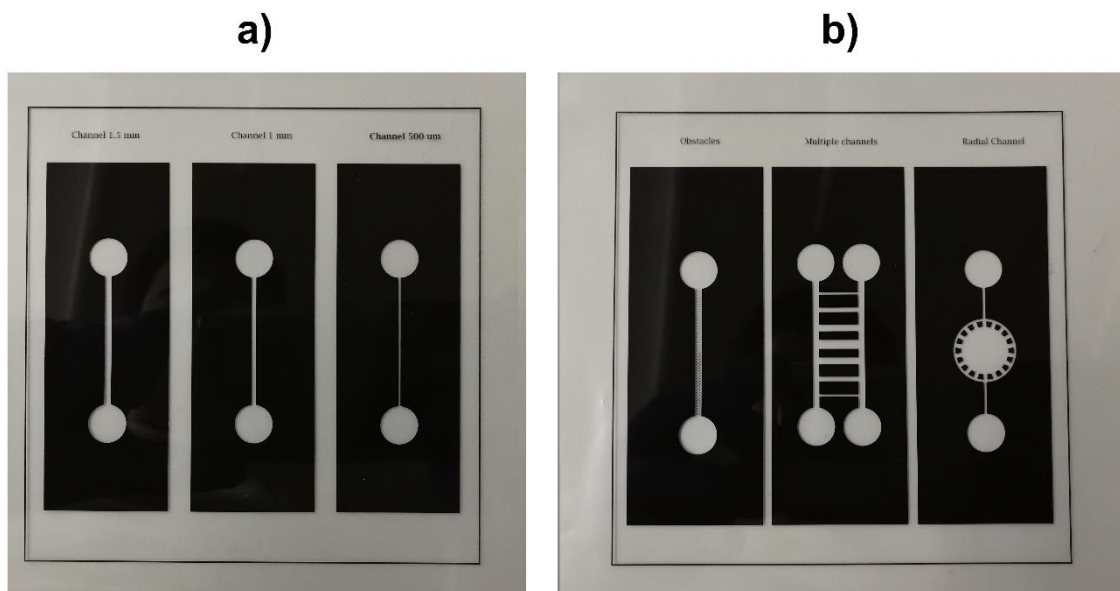 a)
b)
Channel 1.5 mm
Channel 1 mm
Channel 500 um
Obstacles
Multiple channels
Radial Channel